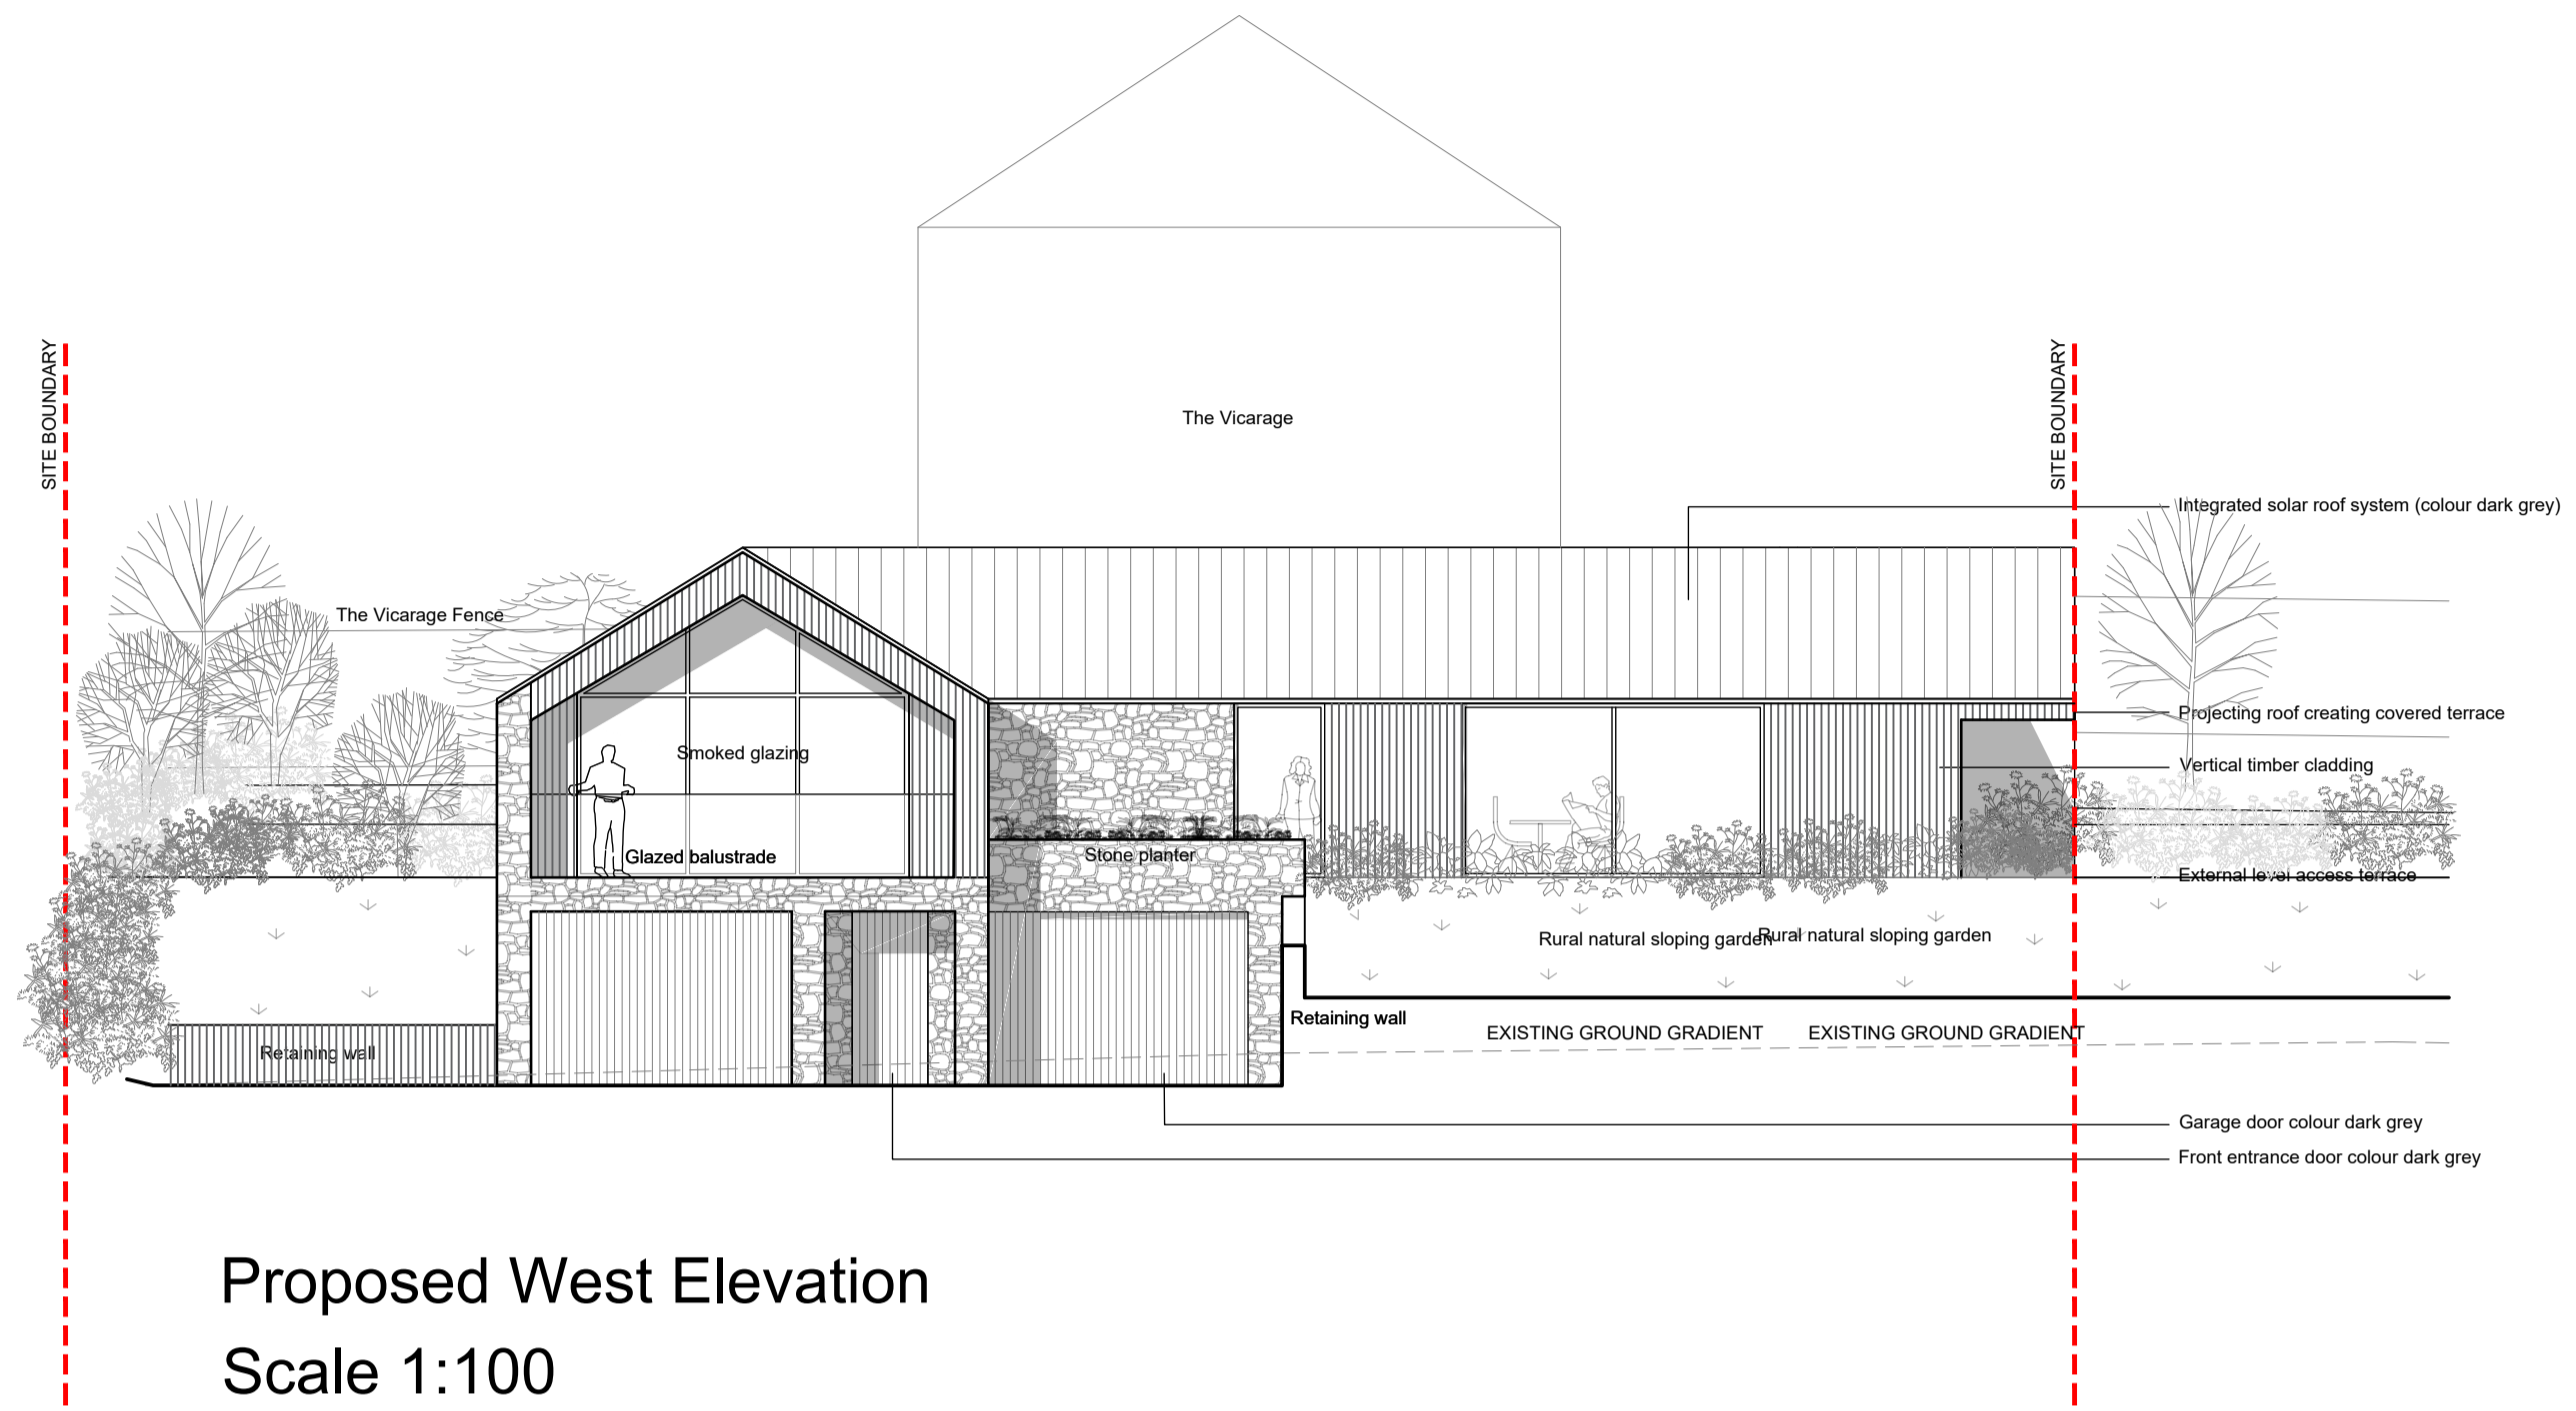 SITE BOUNDARY
SITE BOUNDARY
The Vicarage
Integrated solar roof system (colour dark grey)
The Vicarage Fence
Projecting roof creating covered terrace
Smoked glazing
Vertical timber cladding
Glazed balustrade
Stone planter
External level access terrace
Rural natural sloping garden
Rural natural sloping garden
Retaining wall
EXISTING GROUND GRADIENT
EXISTING GROUND GRADIENT
Retaining wall
Garage door colour dark grey
Front entrance door colour dark grey
Proposed West Elevation
Scale 1:100